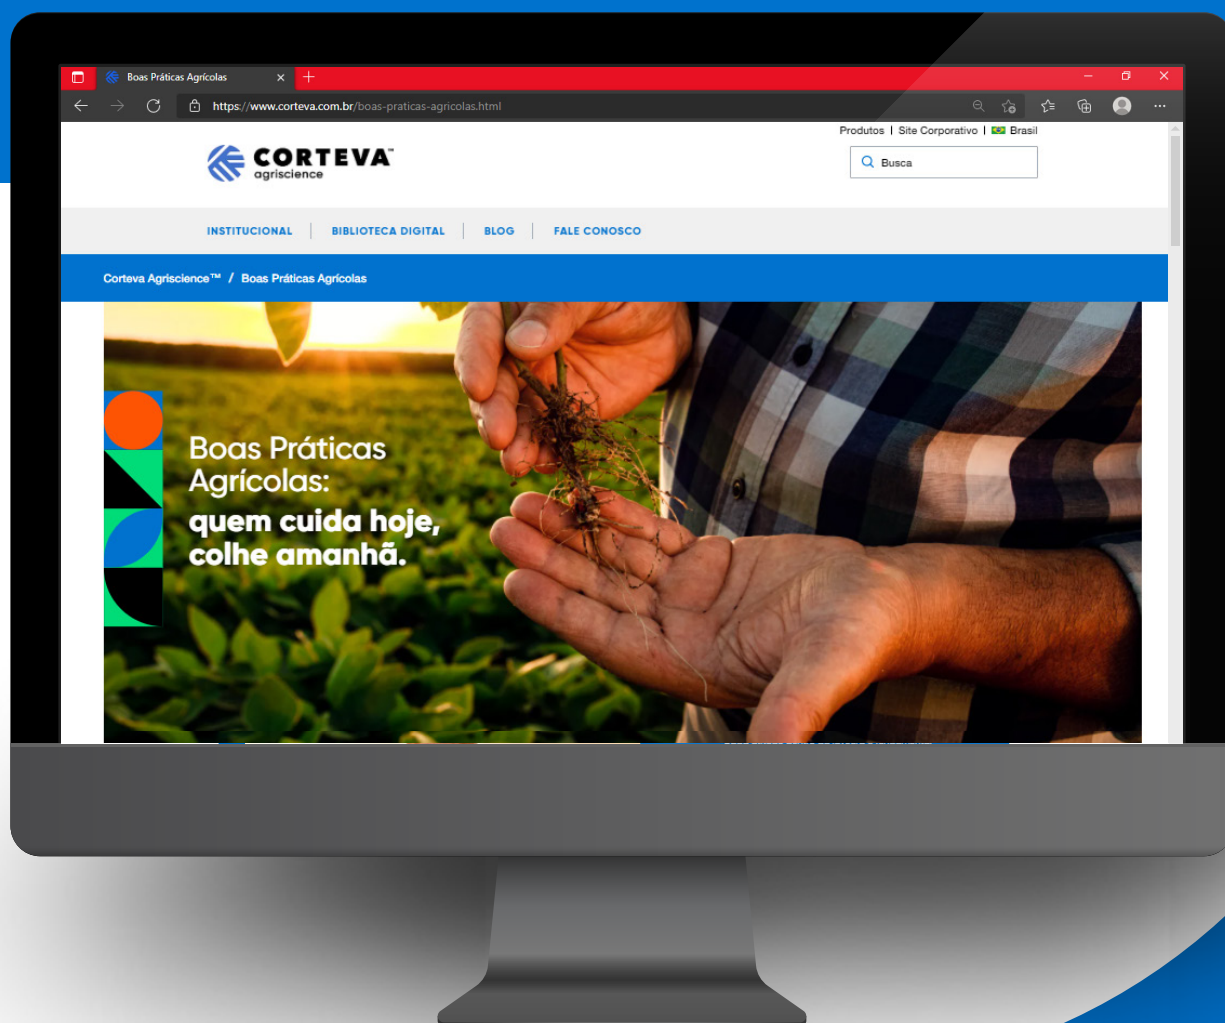 Boas Práticas Agrícolas
https://www.corteva.com.br/boas-praticas-agricolas.html
Produtos | Site Corporativo | Brasil
CORTEVA™
agriscience
Busca
INSTITUCIONAL | BIBLIOTECA DIGITAL | BLOG | FALE CONOSCO
Corteva Agriscience™ / Boas Práticas Agrícolas
Boas Práticas
Agrícolas:
quem cuida hoje,
colhe amanhã.